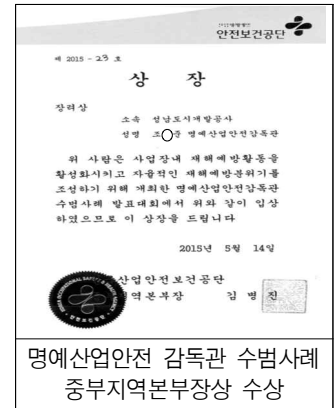 안전보건공단
제 2015 - 23 호
상 장
장려상
소속 성남도시개발공사
성명 조○준 명예산업안전감독관
위 사람은 사업장내 재해예방활동을
활성화시키고 자율적인 재해예방분위기를
조성하기 위해 개최한 명예산업안전감독관
수범사례 발표대회에서 위와 같이 입상
하였으므로 이 상장을 드립니다
2015년 5월 14일
산업안전보건공단
역본부장 김 병 진
명예산업안전 감독관 수범사례
중부지역본부장상 수상